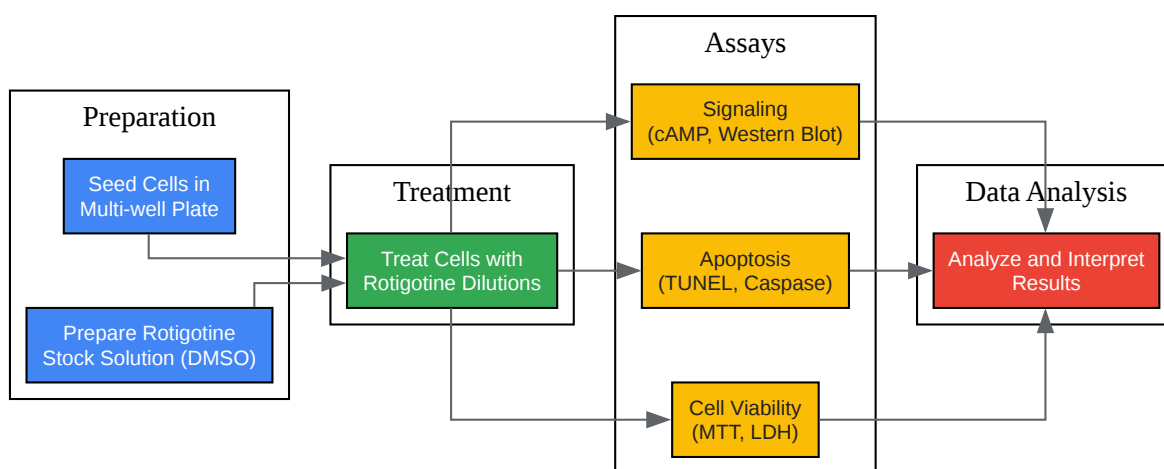 Preparation
Seed Cells in
Multi-well Plate
Prepare Rotigotine
Stock Solution (DMSO)
Treatment
Treat Cells with
Rotigotine Dilutions
Assays
Signaling
(cAMP, Western Blot)
Apoptosis
(TUNEL, Caspase)
Cell Viability
(MTT, LDH)
Data Analysis
Analyze and Interpret
Results